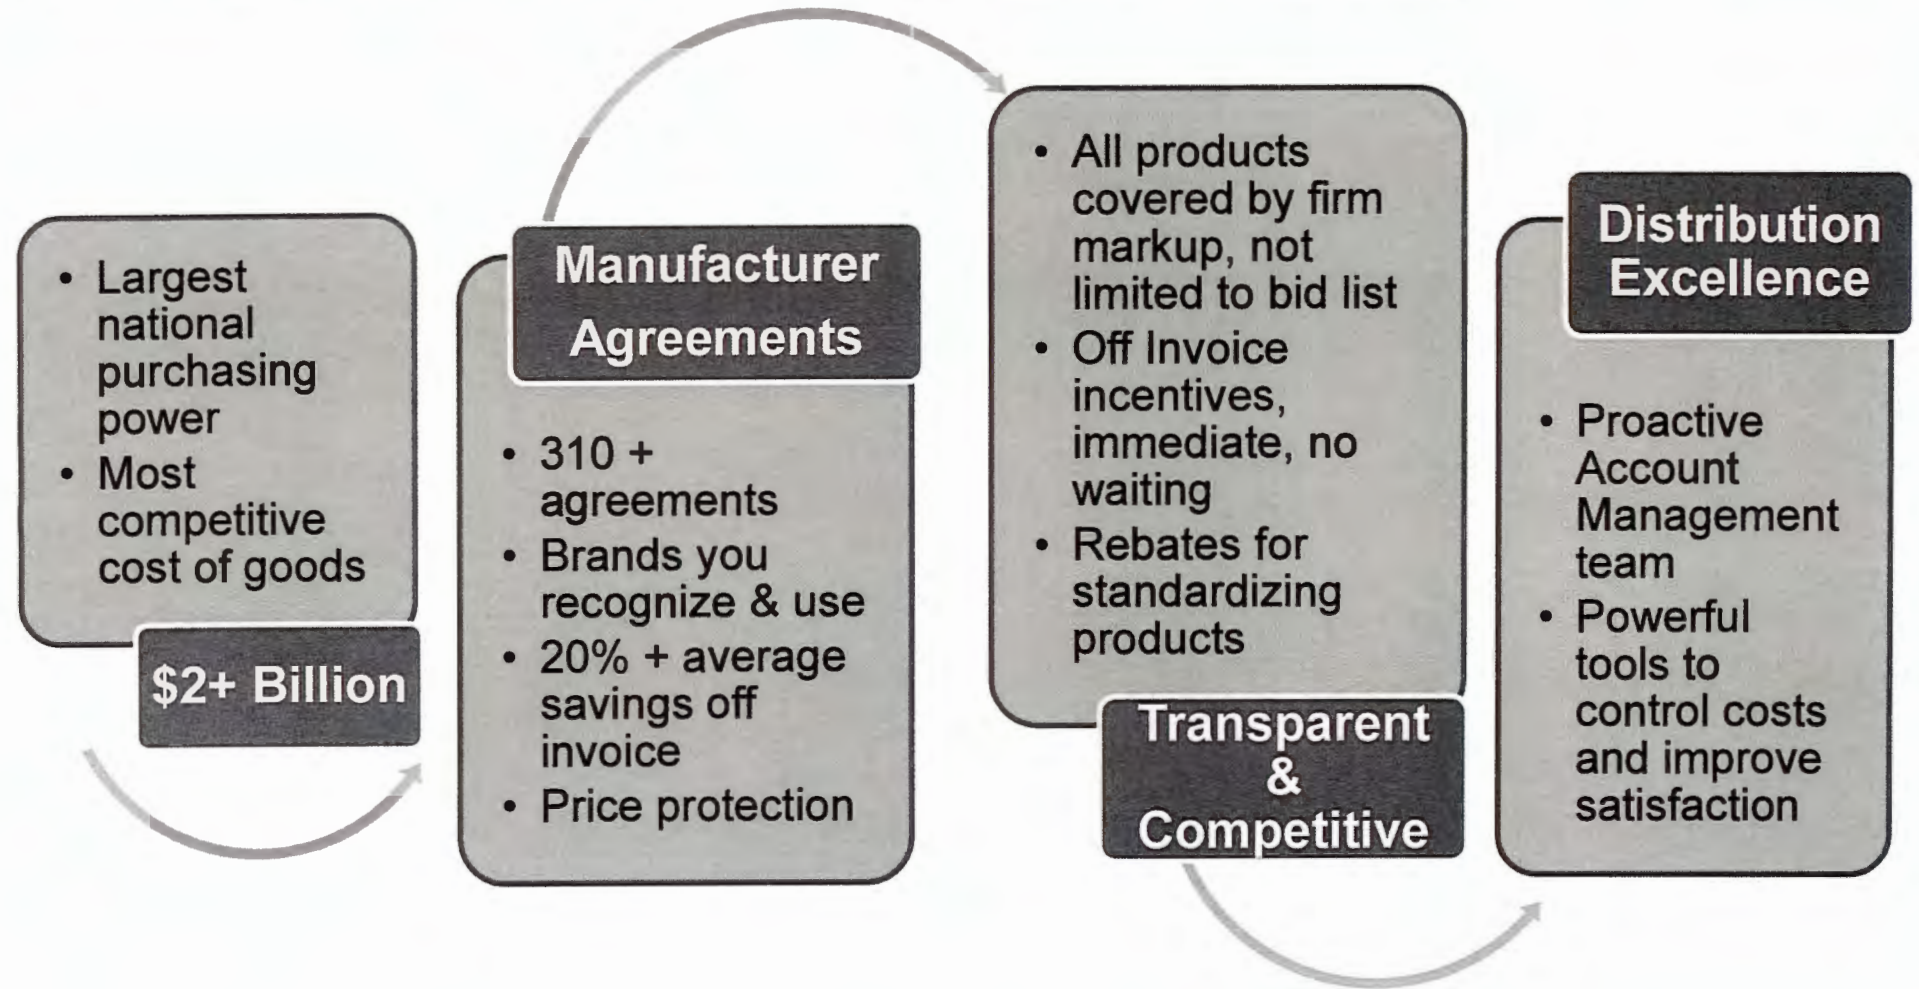 • Largest
national
purchasing
power
• Most
competitive
cost of goods
$2+ Billion
Manufacturer
Agreements
• 310 +
agreements
• Brands you
recognize & use
• 20% + average
savings off
invoice
• Price protection
• All products
covered by firm
markup, not
limited to bid list
• Off Invoice
incentives,
immediate, no
waiting
• Rebates for
standardizing
products
Transparent
&
Competitive
Distribution
Excellence
• Proactive
Account
Management
team
• Powerful
tools to
control costs
and improve
satisfaction